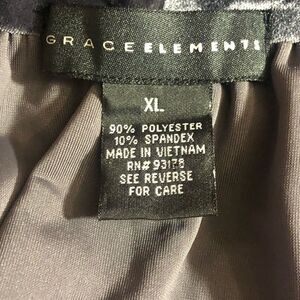 GRACEELEMENTS
XL
90% POLYESTER
10% SPANDEX
MADE IN VIETNAM
RN# 93178
SEE REVERSE
FOR CARE